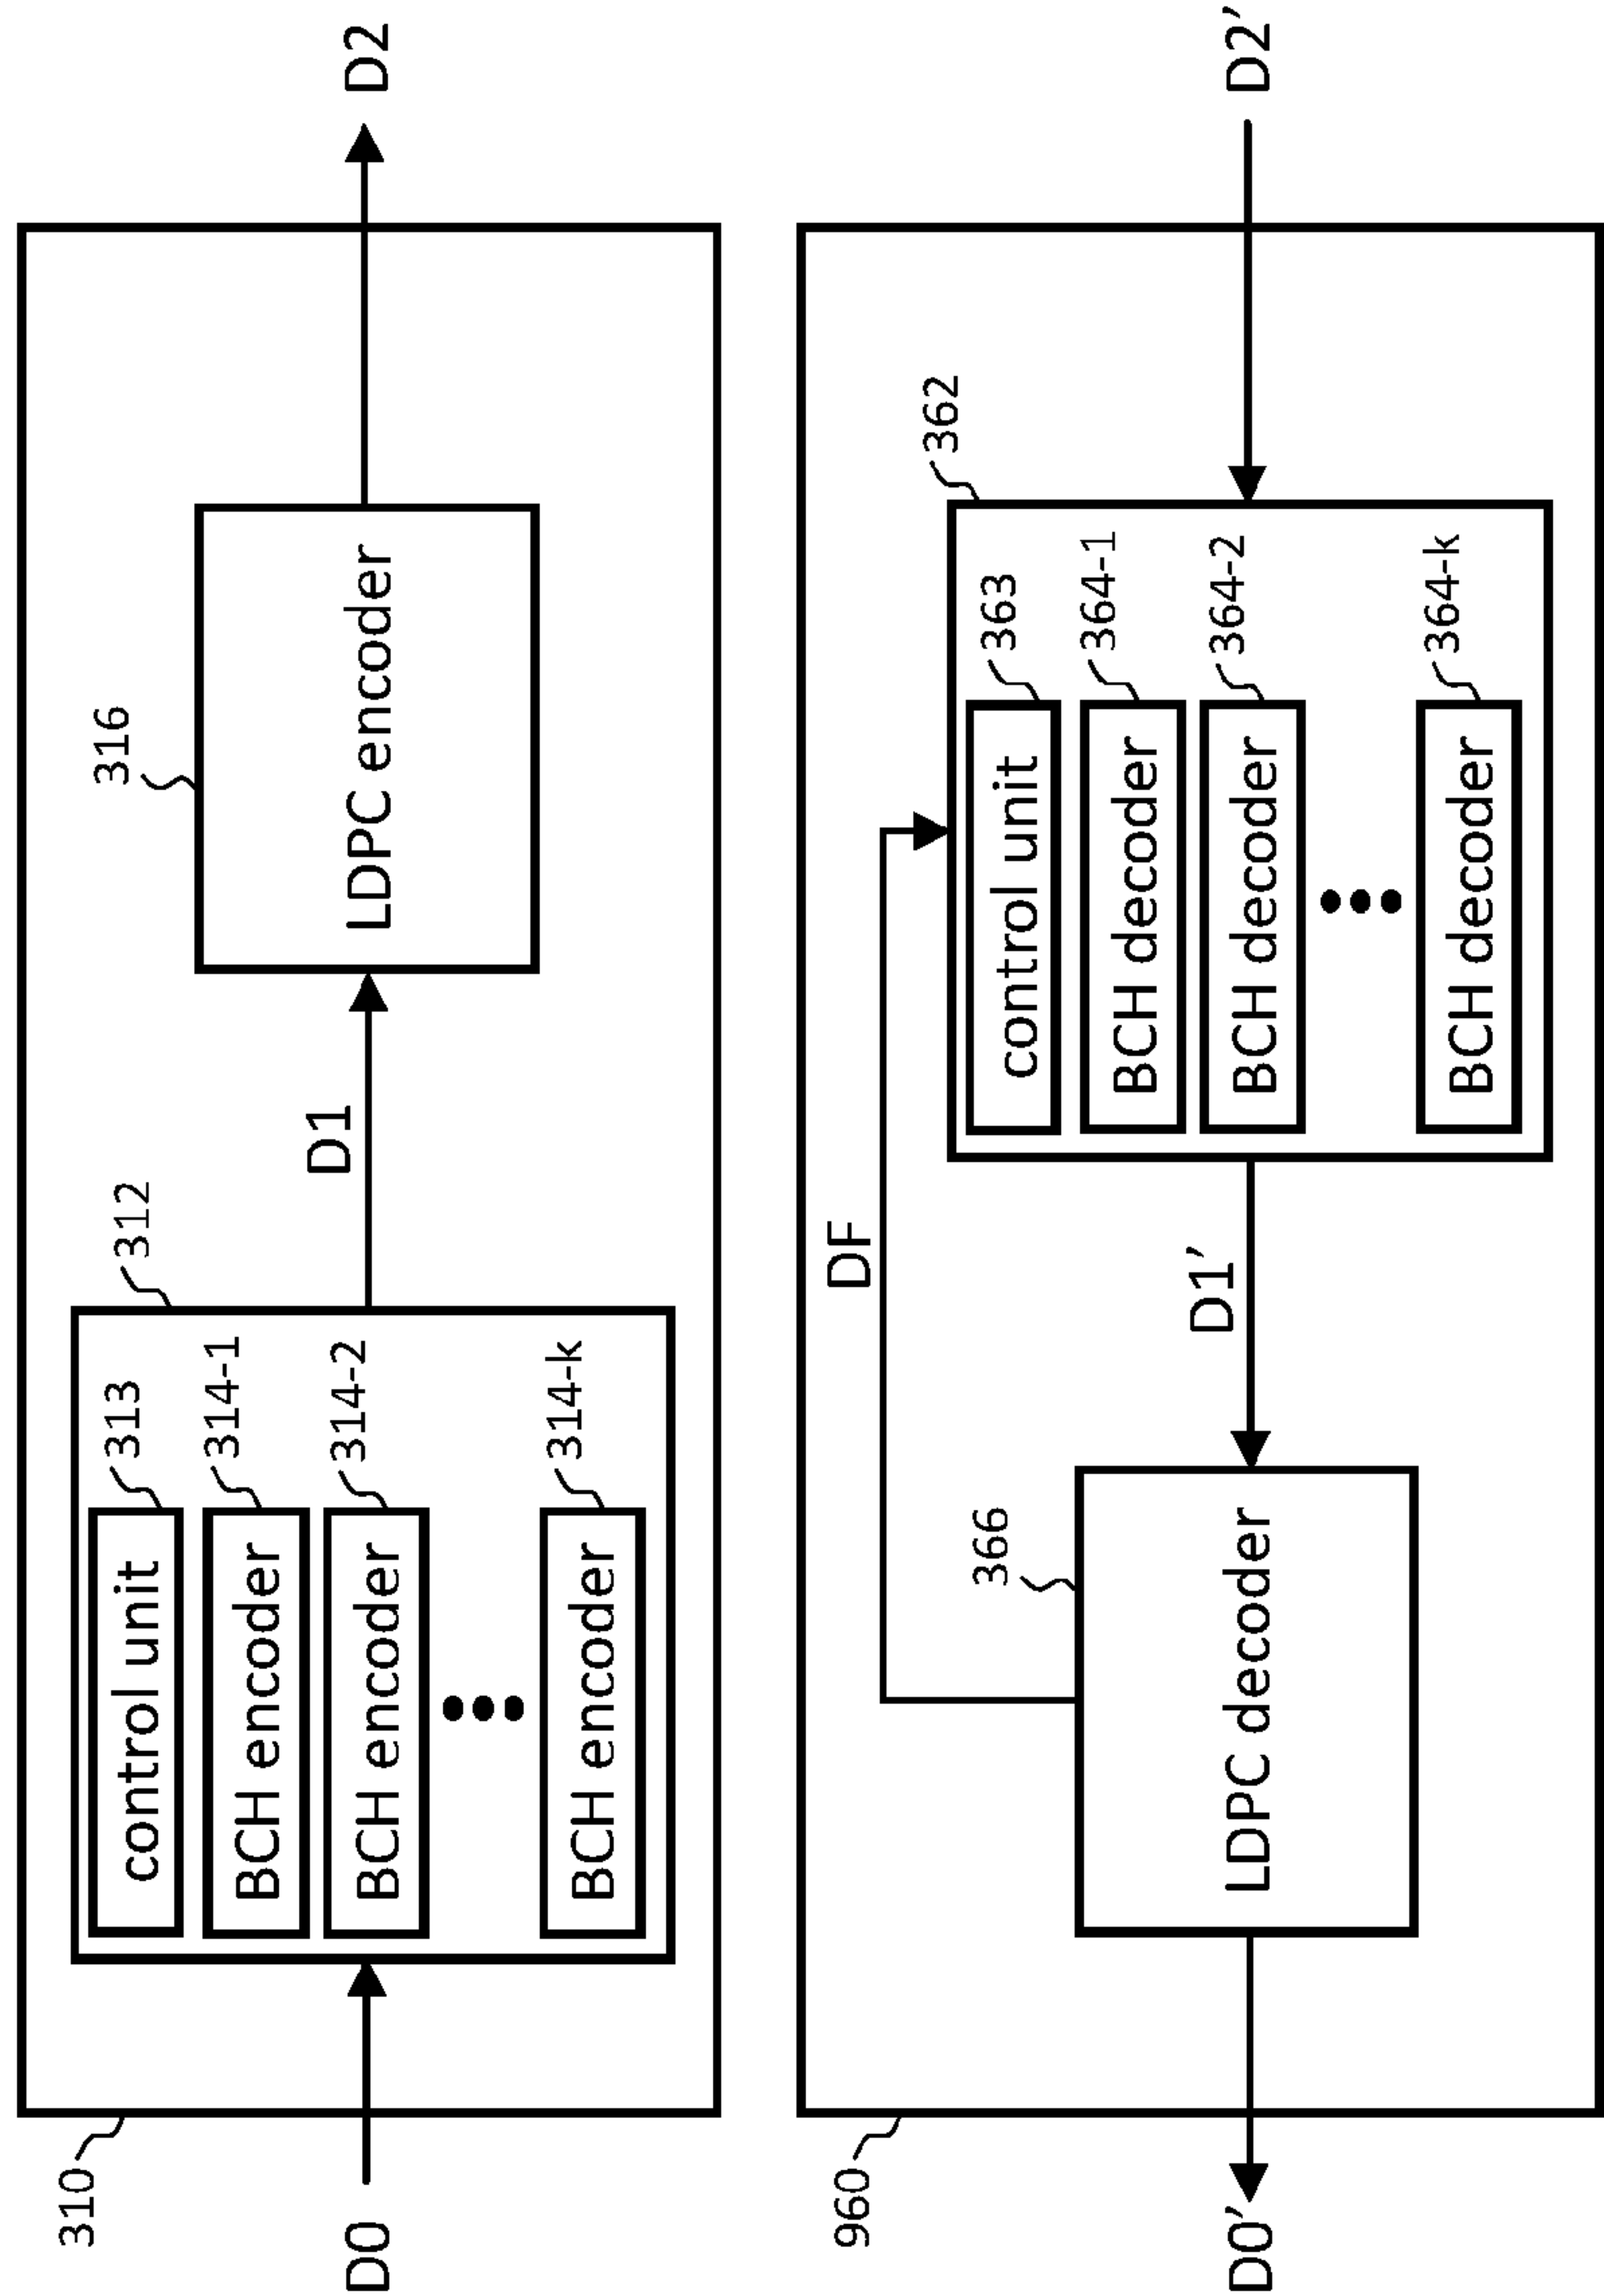 310
312
313
control unit
314-1
BCH encoder
314-2
BCH encoder
314-k
BCH encoder
316
LDPC encoder
D0
D1
D2
960
DF
366
LDPC decoder
362
363
control unit
364-1
BCH decoder
364-2
BCH decoder
364-k
BCH decoder
D0’
D1’
D2’